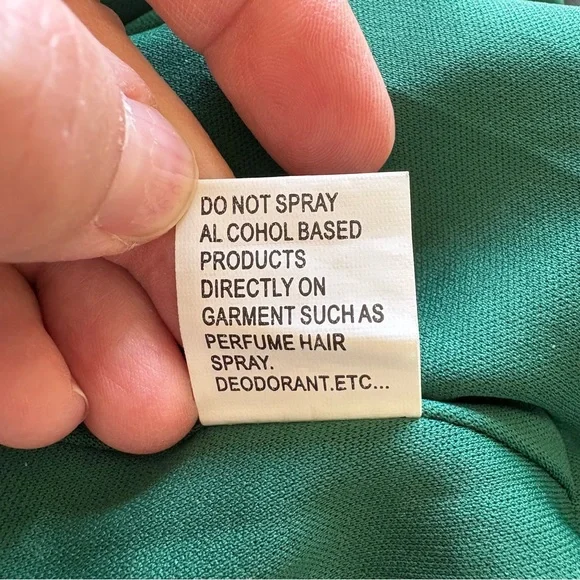 DO NOT SPRAY
AL COHOL BASED
PRODUCTS
DIRECTLY ON
GARMENT SUCH AS
PERFUME HAIR
SPRAY.
DEODORANT.ETC...